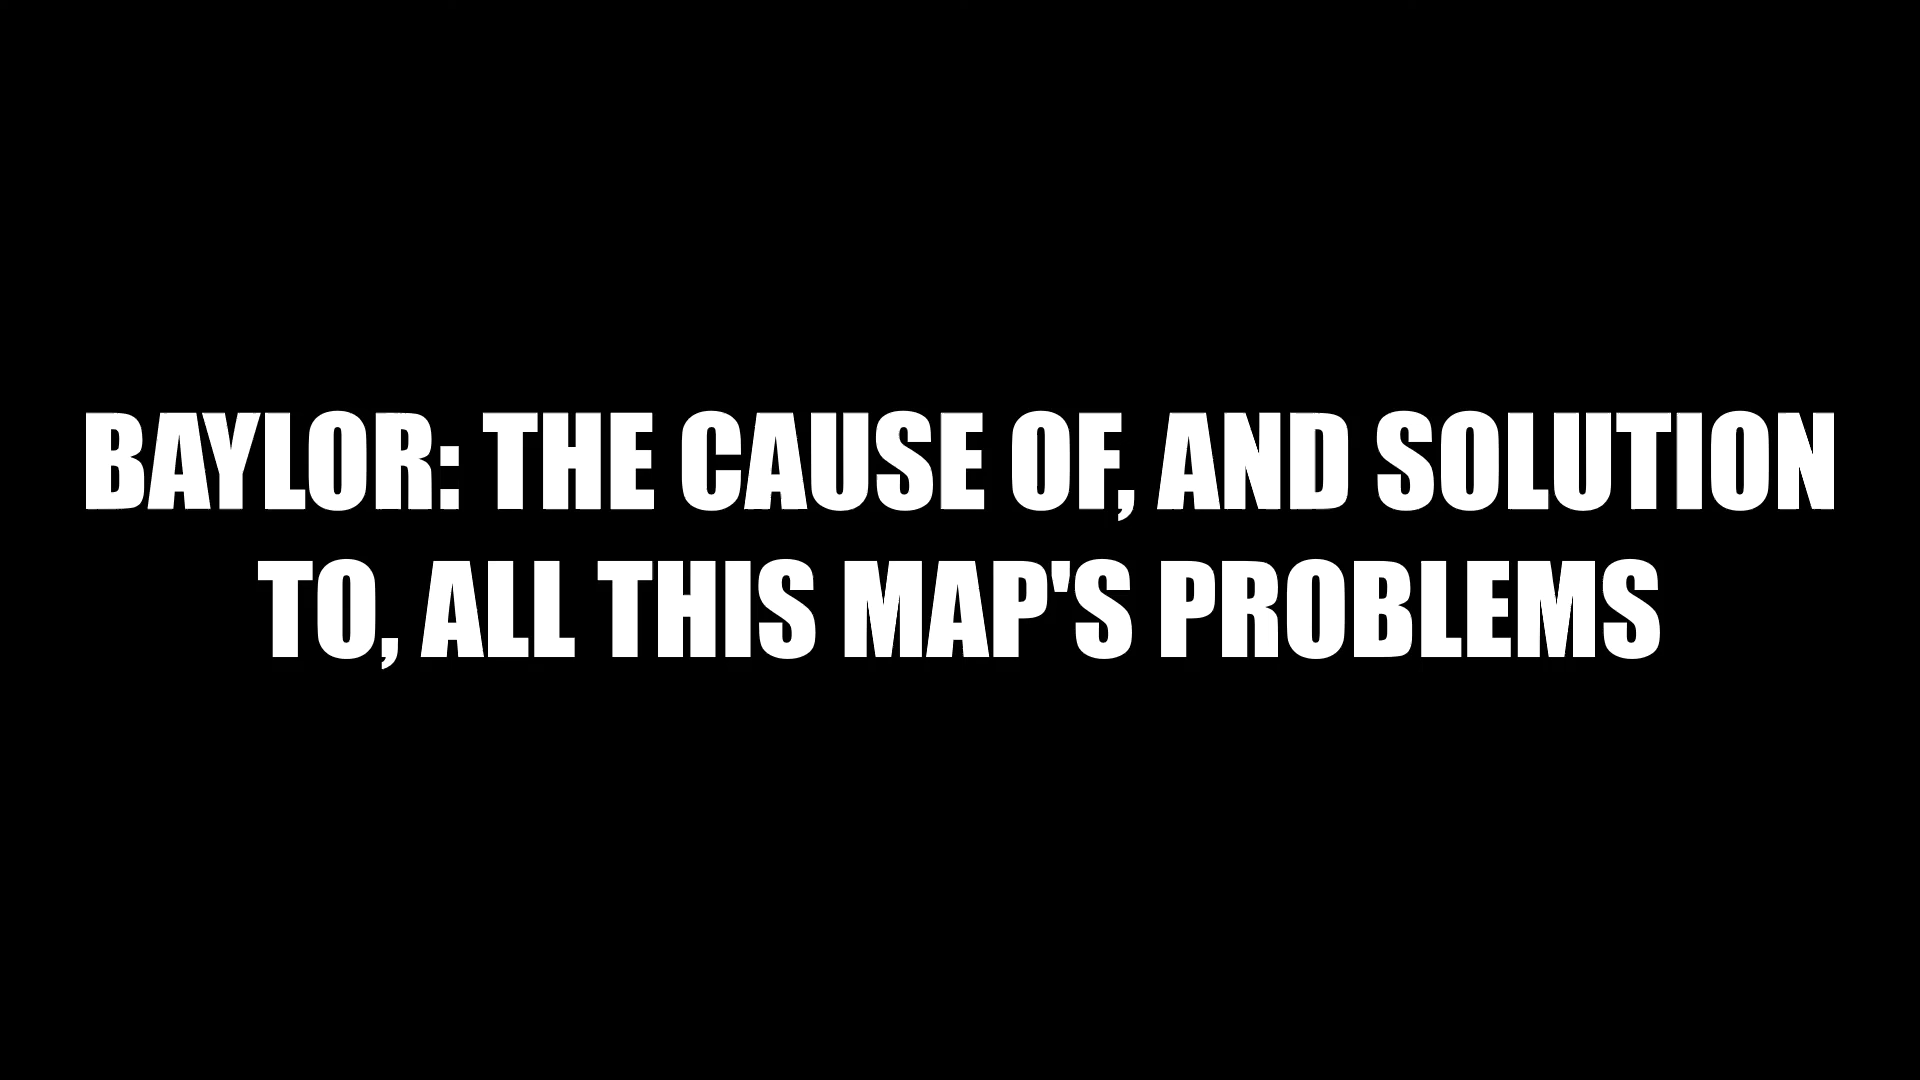 BAYLOR: THE CAUSE OF, AND SOLUTION
TO, ALL THIS MAP'S PROBLEMS